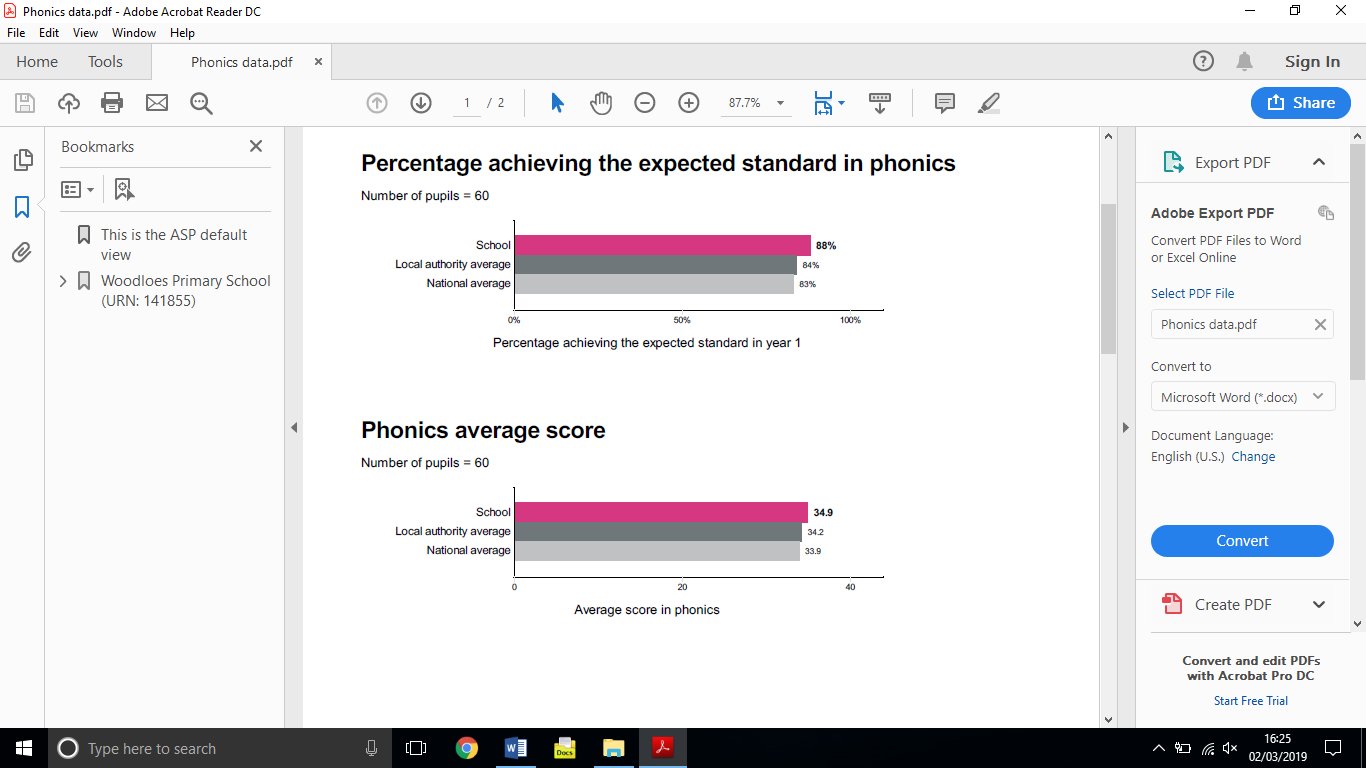 Phonics data.pdf - Adobe Acrobat Reader DC
File Edit View Window Help
Home Tools Phonics data.pdf × Sign In
1 / 2 87.7% Share
Bookmarks
This is the ASP default
view
Woodloes Primary School
(URN: 141855)
Percentage achieving the expected standard in phonics
Number of pupils = 60
School 88%
Local authority average 84%
National average 83%
0% 50% 100%
Percentage achieving the expected standard in year 1
Phonics average score
Number of pupils = 60
School 34.9
Local authority average 34.2
National average 33.9
0 20 40
Average score in phonics
Export PDF
Adobe Export PDF
Convert PDF Files to Word
or Excel Online
Select PDF File
Phonics data.pdf
Convert to
Microsoft Word (*.docx)
Document Language:
English (U.S.) Change
Convert
Create PDF
Convert and edit PDFs
with Acrobat Pro DC
Start Free Trial
Type here to search
Docs
16:25
02/03/2019